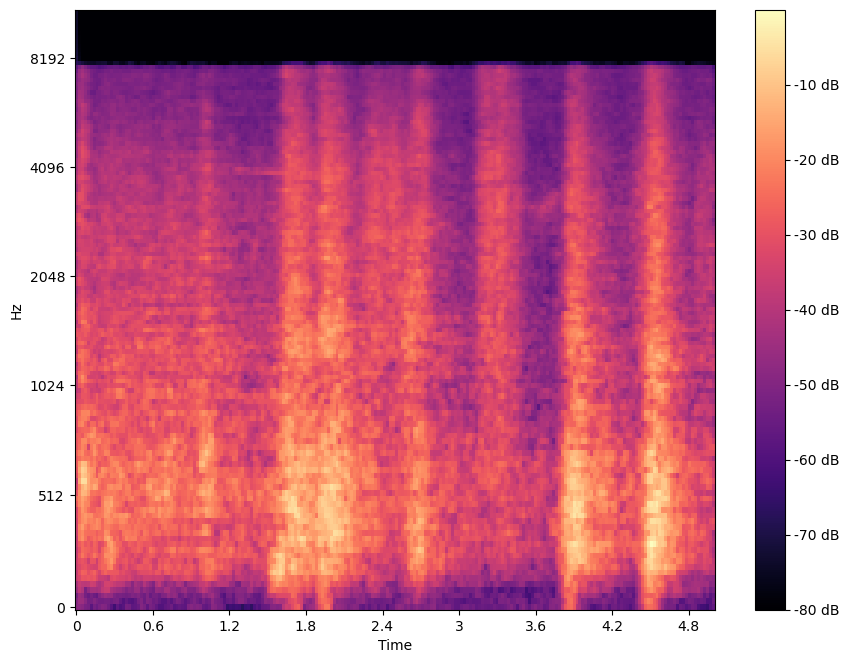 8192
4096
2048
1024
512
0
Hz
0 0.6 1.2 1.8 2.4 3 3.6 4.2 4.8
Time
-10 dB
-20 dB
-30 dB
-40 dB
-50 dB
-60 dB
-70 dB
-80 dB